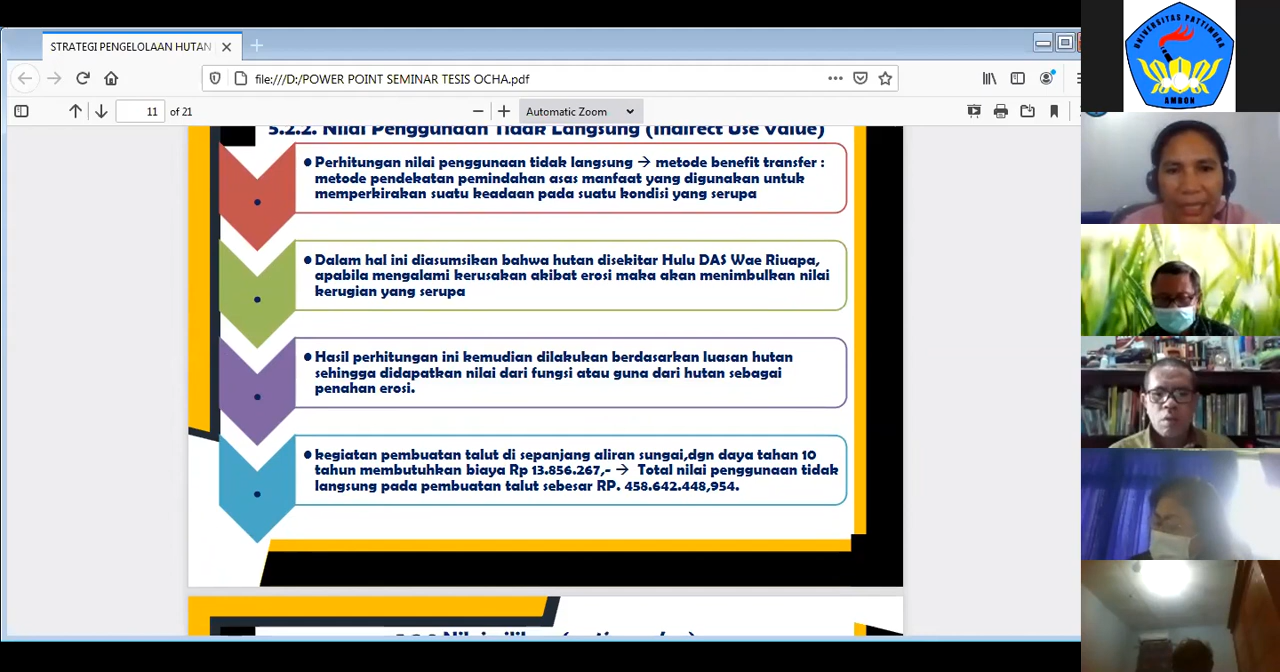 STRATEGI PENGELOLAAN HUTAN
file:///D:/POWER POINT SEMINAR TESIS OCHA.pdf
11 of 21
Automatic Zoom
5.2.2. Nilai Penggunaan Tidak Langsung (Indirect Use Value)
• Perhitungan nilai penggunaan tidak langsung → metode benefit transfer :
metode pendekatan pemindahan asas manfaat yang digunakan untuk
memperkirakan suatu keadaan pada suatu kondisi yang serupa
• Dalam hal ini diasumsikan bahwa hutan disekitar Hulu DAS Wae Riuapa,
apabila mengalami kerusakan akibat erosi maka akan menimbulkan nilai
kerugian yang serupa
• Hasil perhitungan ini kemudian dilakukan berdasarkan luasan hutan
sehingga didapatkan nilai dari fungsi atau guna dari hutan sebagai
penahan erosi.
• kegiatan pembuatan talut di sepanjang aliran sungai,dgn daya tahan 10
tahun membutuhkan biaya Rp 13.856.267,- → Total nilai penggunaan tidak
langsung pada pembuatan talut sebesar RP. 458.642.448,954.
UNIVERSITAS PATTIMURA
AMBON